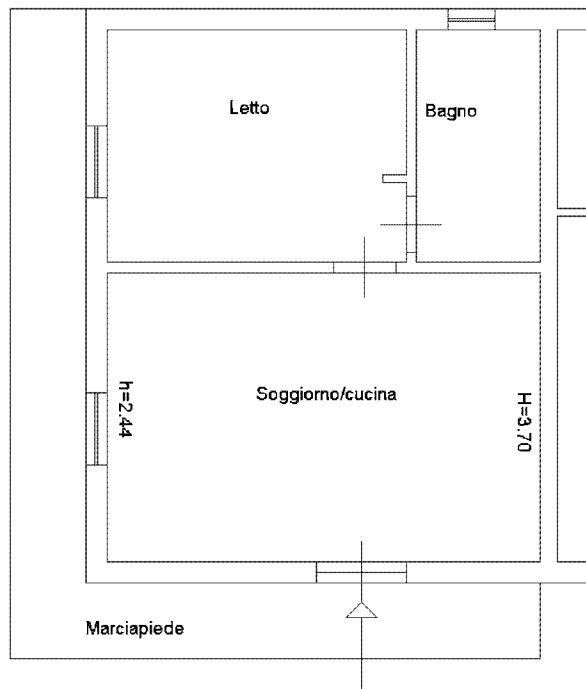 Letto
Bagno
h=2.44
Soggiorno/cucina
H=3.70
Marciapiede